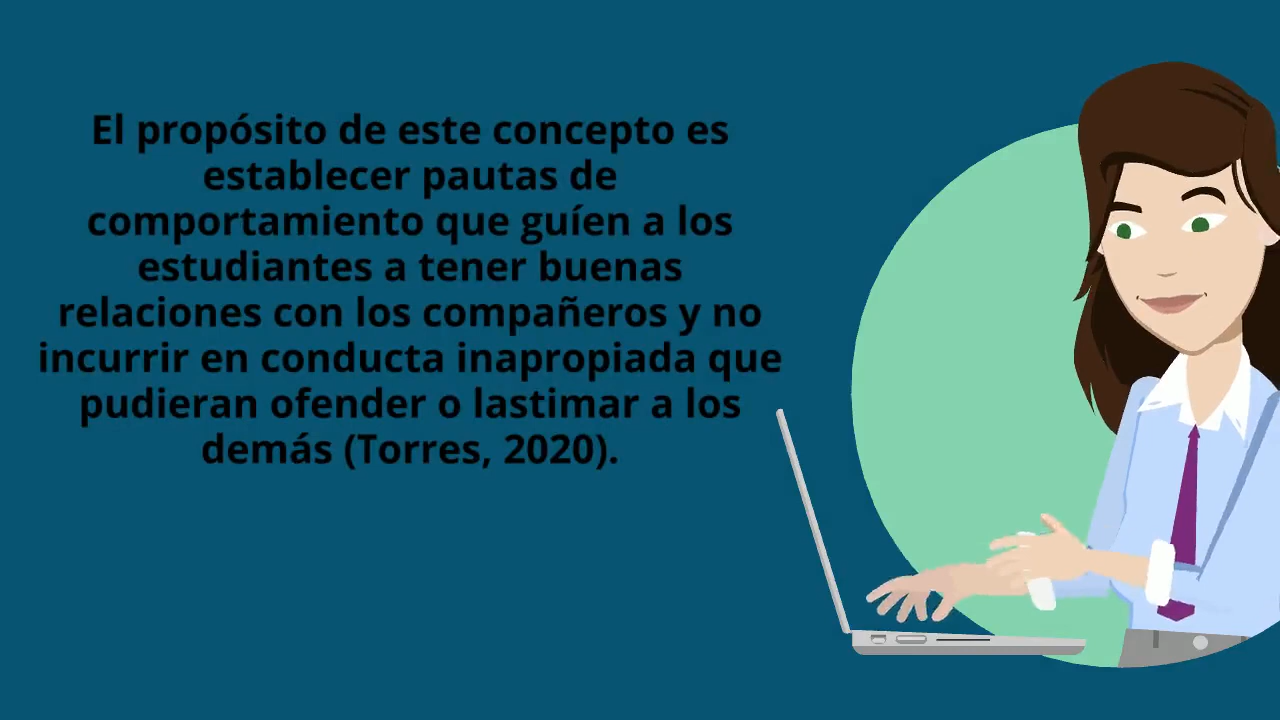 El propósito de este concepto es
establecer pautas de
comportamiento que guíen a los
estudiantes a tener buenas
relaciones con los compañeros y no
incurrir en conducta inapropiada que
pudieran ofender o lastimar a los
demás (Torres, 2020).